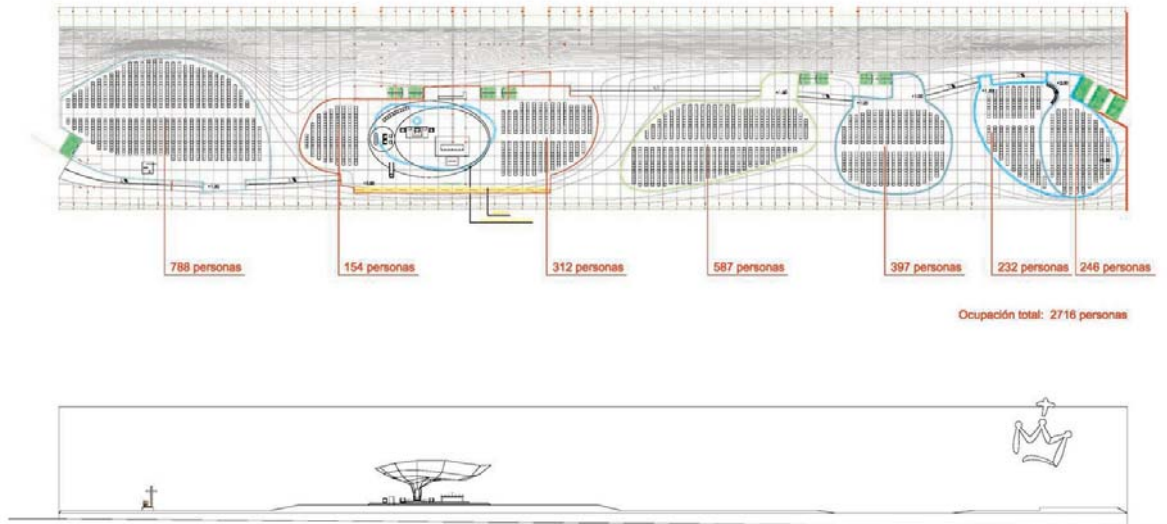 788 personas
154 personas
312 personas
587 personas
397 personas
232 personas
246 personas
Ocupación total: 2716 personas